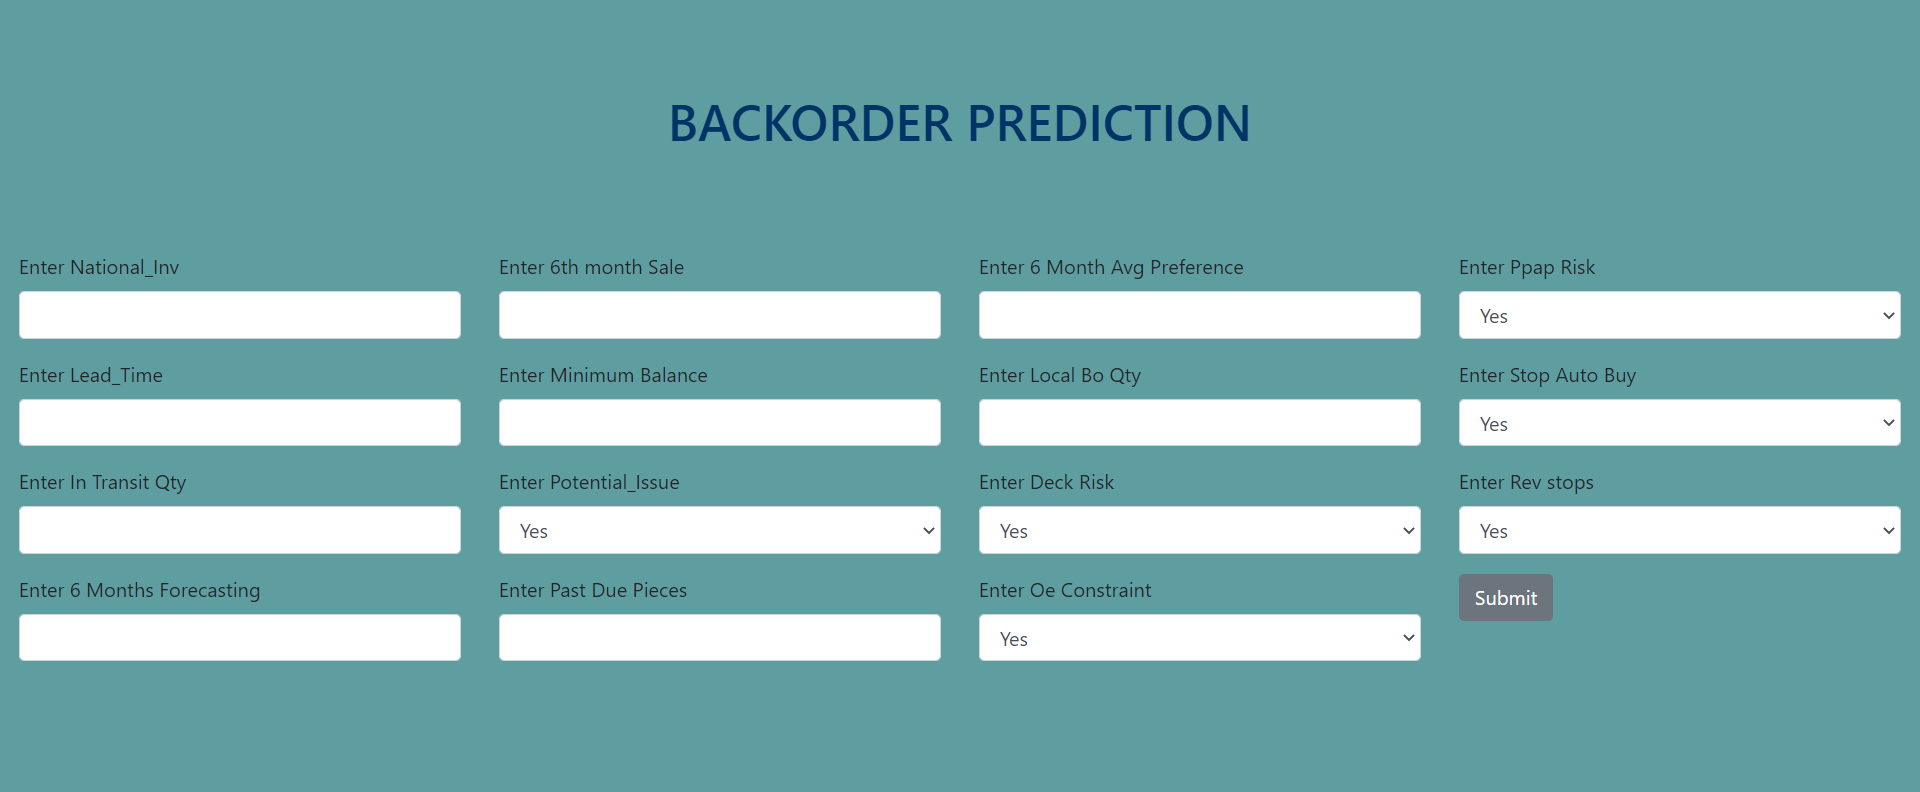 BACKORDER PREDICTION
Enter National_Inv
Enter 6th month Sale
Enter 6 Month Avg Preference
Enter Ppap Risk
Yes
Enter Lead_Time
Enter Minimum Balance
Enter Local Bo Qty
Enter Stop Auto Buy
Yes
Enter In Transit Qty
Enter Potential_Issue
Enter Deck Risk
Enter Rev stops
Yes
Yes
Yes
Enter 6 Months Forecasting
Enter Past Due Pieces
Enter Oe Constraint
Submit
Yes